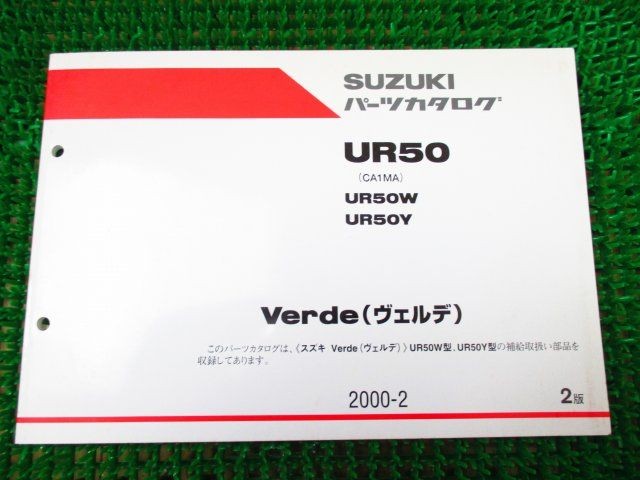 SUZUKI
パーツカタログ
UR50
(CA1MA)
UR50W
UR50Y
Verde(ヴェルデ)
このパーツカタログは、《スズキ Verde(ヴェルデ)》UR50W型、UR50Y型の補給取扱い部品を
収録してあります。
2000-2
2版